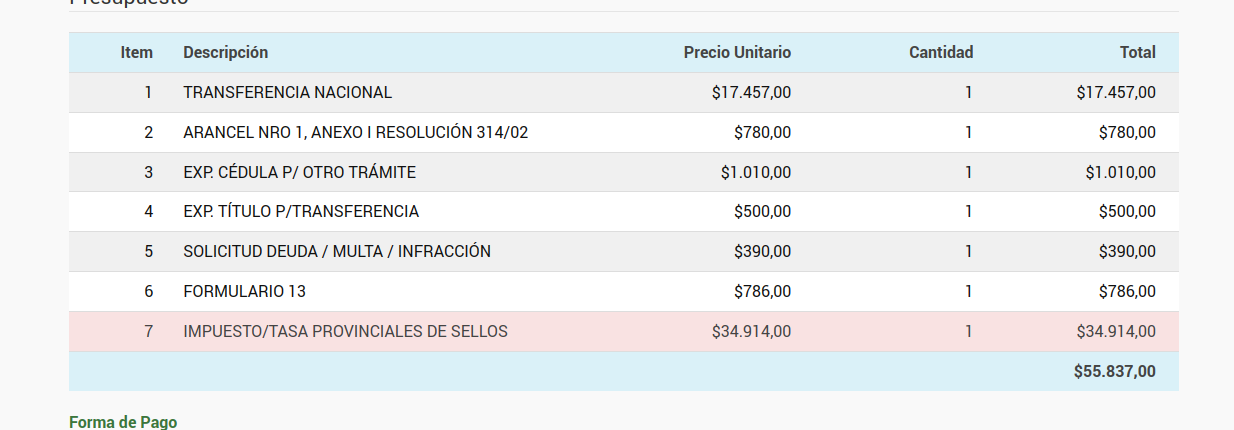 Presupuesto
Item Descripción Precio Unitario Cantidad Total
1 TRANSFERENCIA NACIONAL $17.457,00 1 $17.457,00
2 ARANCEL NRO 1, ANEXO I RESOLUCIÓN 314/02 $780,00 1 $780,00
3 EXP. CÉDULA P/ OTRO TRÁMITE $1.010,00 1 $1.010,00
4 EXP. TÍTULO P/TRANSFERENCIA $500,00 1 $500,00
5 SOLICITUD DEUDA / MULTA / INFRACCIÓN $390,00 1 $390,00
6 FORMULARIO 13 $786,00 1 $786,00
7 IMPUESTO/TASA PROVINCIALES DE SELLOS $34.914,00 1 $34.914,00
$55.837,00
Forma de Pago